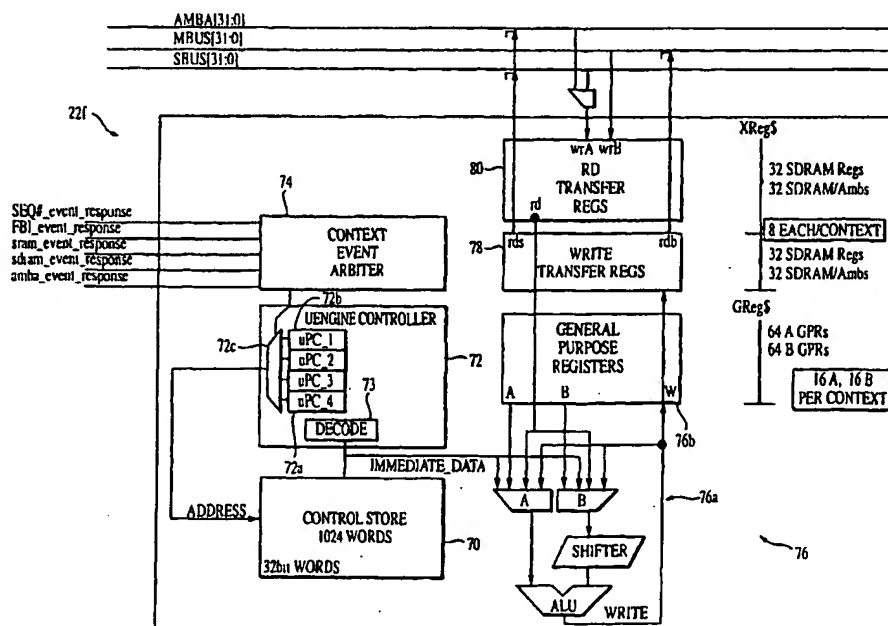 AMBA[31:0]
MBUS[31:0]
SBUS[31:0]
22f
wrA wrB
80
RD
TRANSFER
REGS
rd
XReg$
32 SDRAM Regs
32 SDRAM/Ambs
8 EACH/CONTEXT
32 SDRAM Regs
32 SDRAM/Ambs
74
SEQ#_event_response
FBI_event_response
sram_event_response
sdram_event_response
amba_event_response
CONTEXT
EVENT
ARBITER
78
rds
rdb
WRITE
TRANSFER REGS
GReg$
64 A GPRs
64 B GPRs
16 A, 16 B
PER CONTEXT
72b
UENGINE CONTROLLER
72c
uPC_1
uPC_2
uPC_3
uPC_4
72
73
DECODE
72a
GENERAL
PURPOSE
REGISTERS
A
B
W
76b
IMMEDIATE_DATA
A
B
76a
ADDRESS
CONTROL STORE
1024 WORDS
32bit WORDS
70
SHIFTER
76
ALU
WRITE